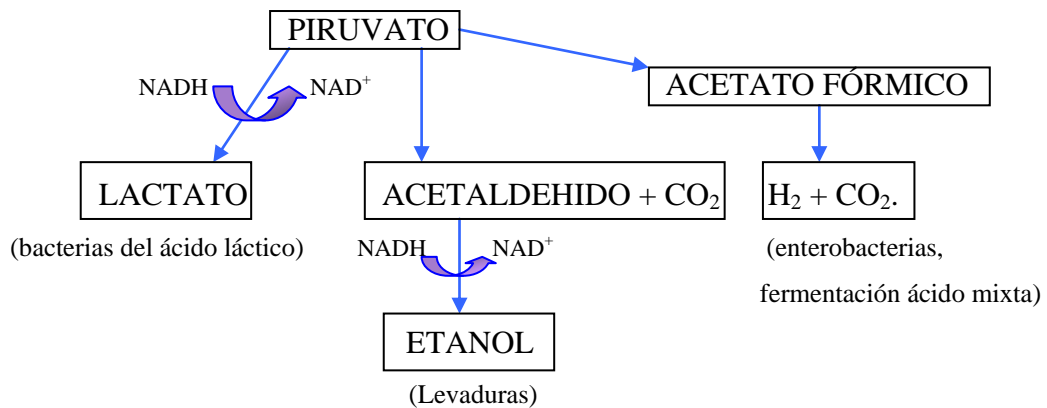 PIRUVATO
NADH NAD⁺
ACETATO FÓRMICO
LACTATO
ACETALDEHIDO + CO₂
H₂ + CO₂.
(bacterias del ácido láctico)
NADH NAD⁺
(enterobacterias,
fermentación ácido mixta)
ETANOL
(Levaduras)